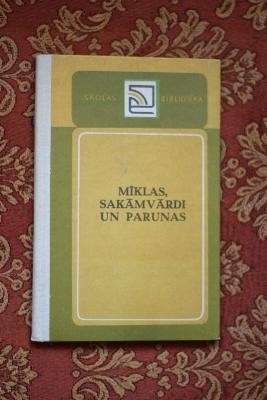 SKOLAS BIBLIOTĒKA
MĪKLAS,
SAKĀMVĀRDI
UN PARUNAS